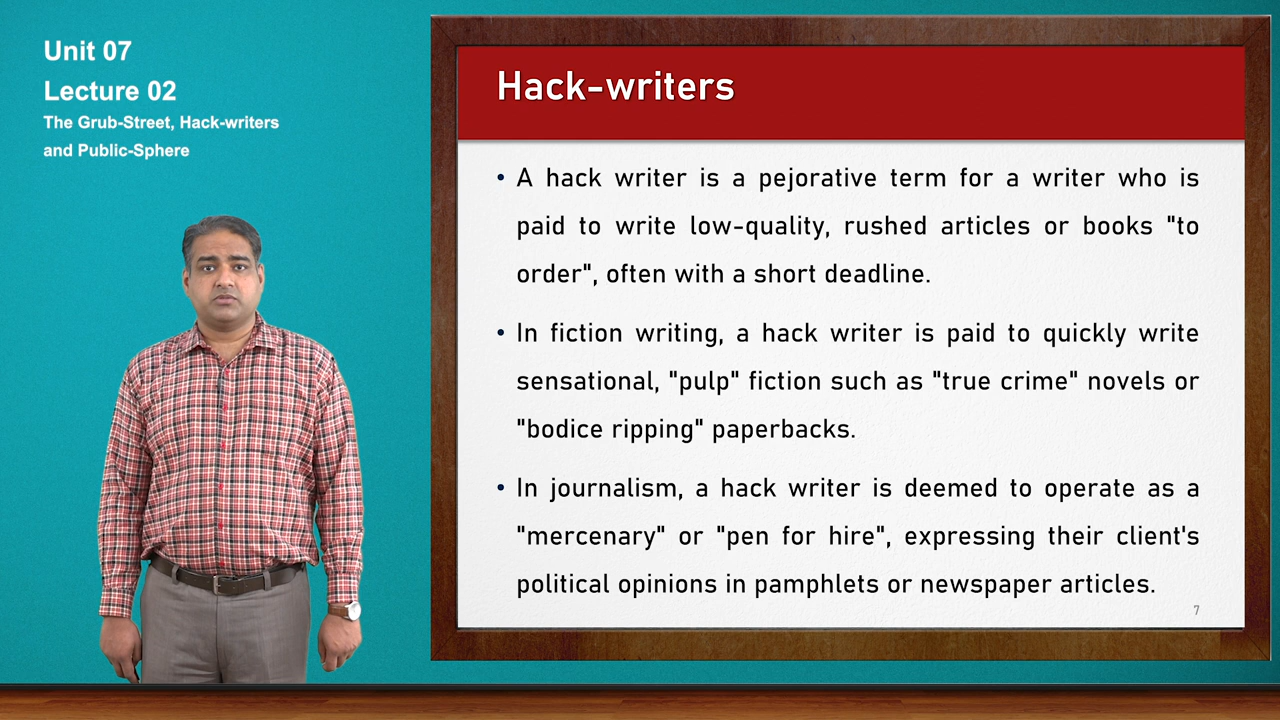 Unit 07
Lecture 02
The Grub-Street, Hack-writers
and Public-Sphere
Hack-writers
• A hack writer is a pejorative term for a writer who is
paid to write low-quality, rushed articles or books "to
order", often with a short deadline.
• In fiction writing, a hack writer is paid to quickly write
sensational, "pulp" fiction such as "true crime" novels or
"bodice ripping" paperbacks.
• In journalism, a hack writer is deemed to operate as a
"mercenary" or "pen for hire", expressing their client's
political opinions in pamphlets or newspaper articles.
7